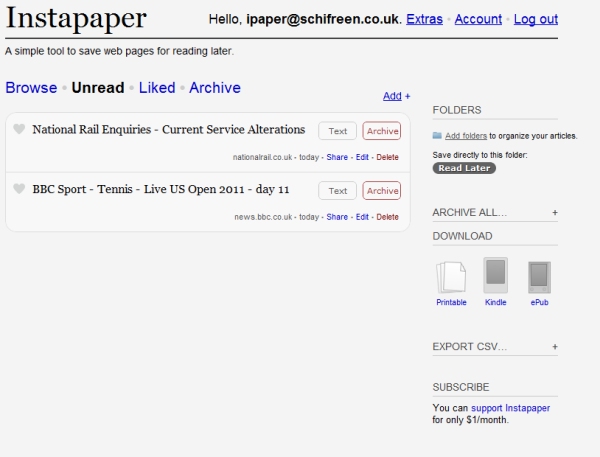 Instapaper
Hello, ipaper@schifreen.co.uk. Extras • Account • Log out
A simple tool to save web pages for reading later.
Browse • Unread • Liked • Archive
Add +
National Rail Enquiries - Current Service Alterations
Text
Archive
nationalrail.co.uk - today - Share - Edit - Delete
BBC Sport - Tennis - Live US Open 2011 - day 11
Text
Archive
news.bbc.co.uk - today - Share - Edit - Delete
FOLDERS
Add folders to organize your articles.
Save directly to this folder:
Read Later
ARCHIVE ALL... +
DOWNLOAD
Printable
Kindle
ePub
EXPORT CSV... +
SUBSCRIBE
You can support Instapaper
for only $1/month.